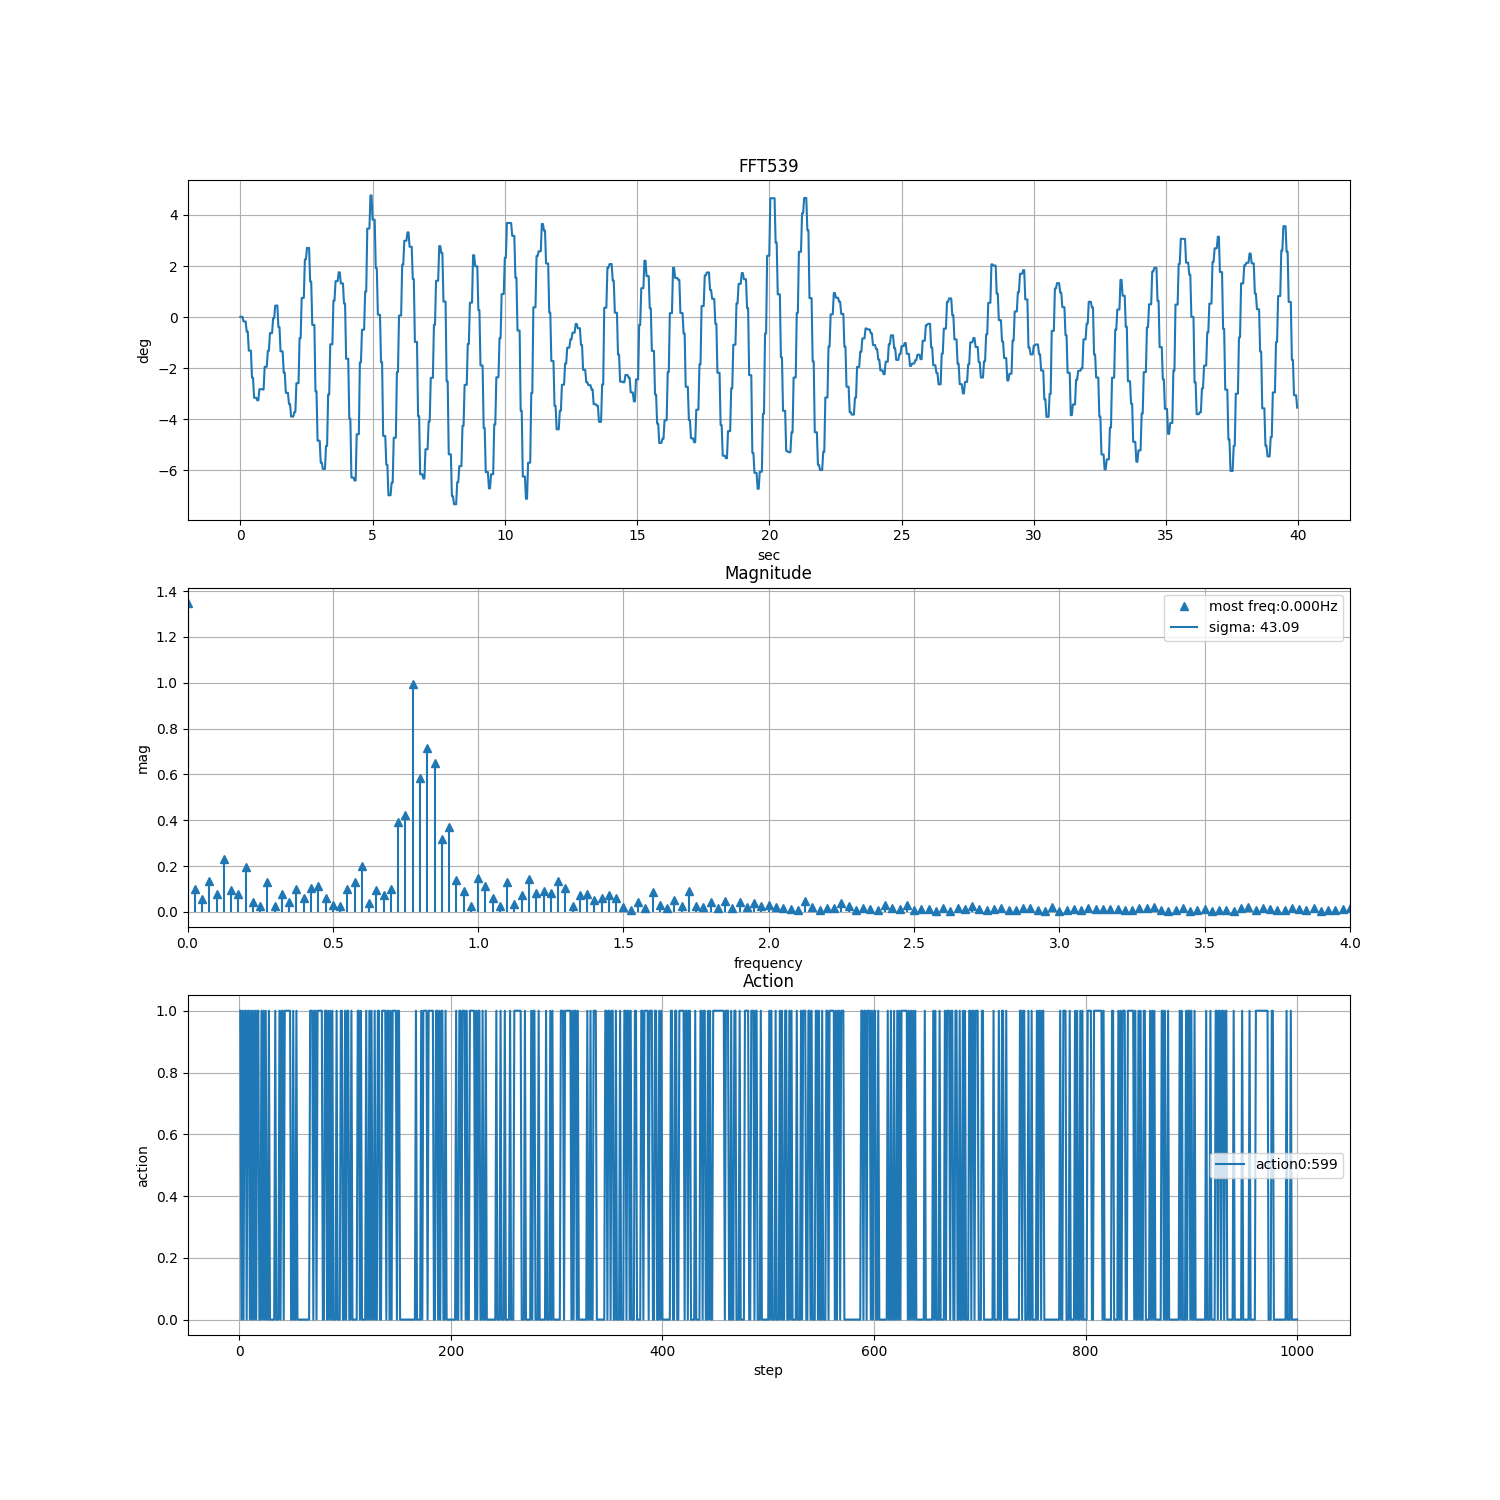 FFT539
4
2
0
−2
−4
−6
deg
0 5 10 15 20 25 30 35 40
sec
Magnitude
1.4
1.2
1.0
0.8
0.6
0.4
0.2
0.0
mag
most freq:0.000Hz
sigma: 43.09
0.0 0.5 1.0 1.5 2.0 2.5 3.0 3.5 4.0
frequency
Action
1.0
0.8
0.6
0.4
0.2
0.0
action
action0:599
0 200 400 600 800 1000
step